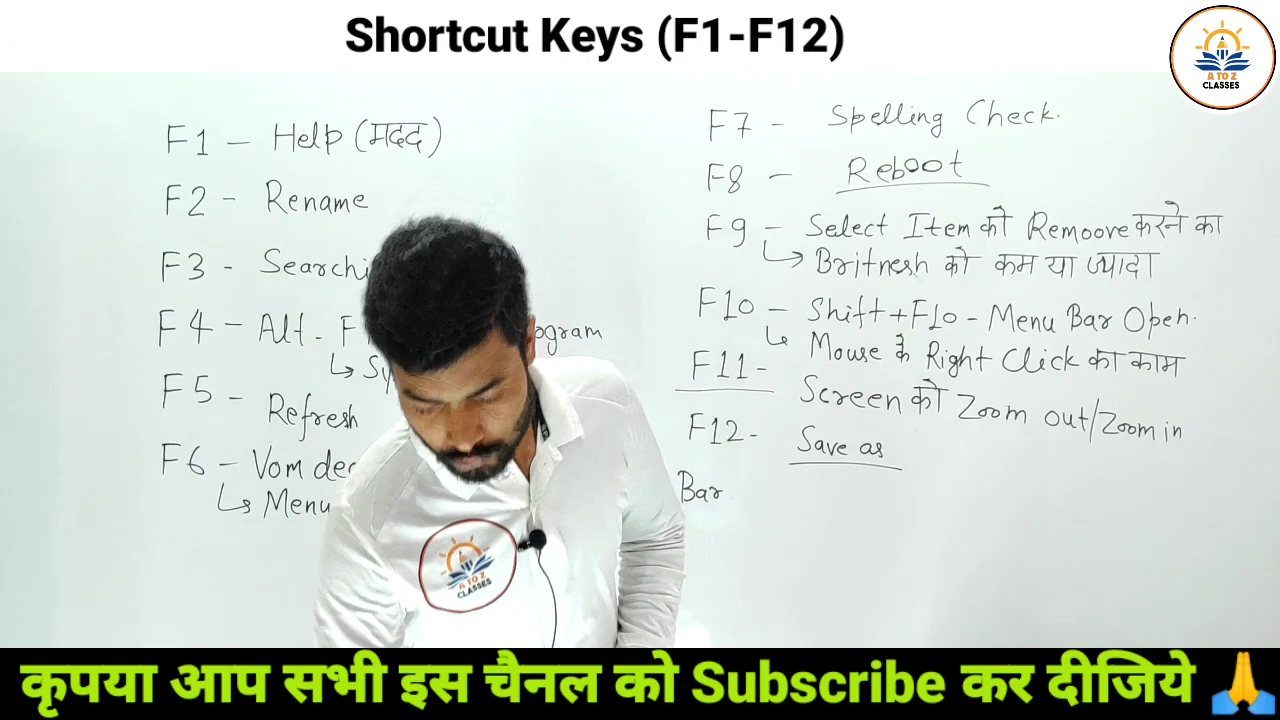 Shortcut Keys (F1-F12)
A TO Z
CLASSES
F1 - Help (मदद)
F2 - Rename
F3 - Searchi
F4 - Alt - F
ogram
↳ Sy
F5 - Refresh
F6 - Vom dec
↳ Menu
Bar
F7 - Spelling Check.
F8 - Reboot
F9 - Select Item को Remoove करने का
↳ Britnesh को कम या ज्यादा
F10 - Shift+F10 - Menu Bar Open.
↳ Mouse के Right Click का काम
F11 - Screen को Zoom out/Zoom in
F12 - Save as
A TO Z
CLASSES
कृपया आप सभी इस चैनल को Subscribe कर दीजिये 🙏